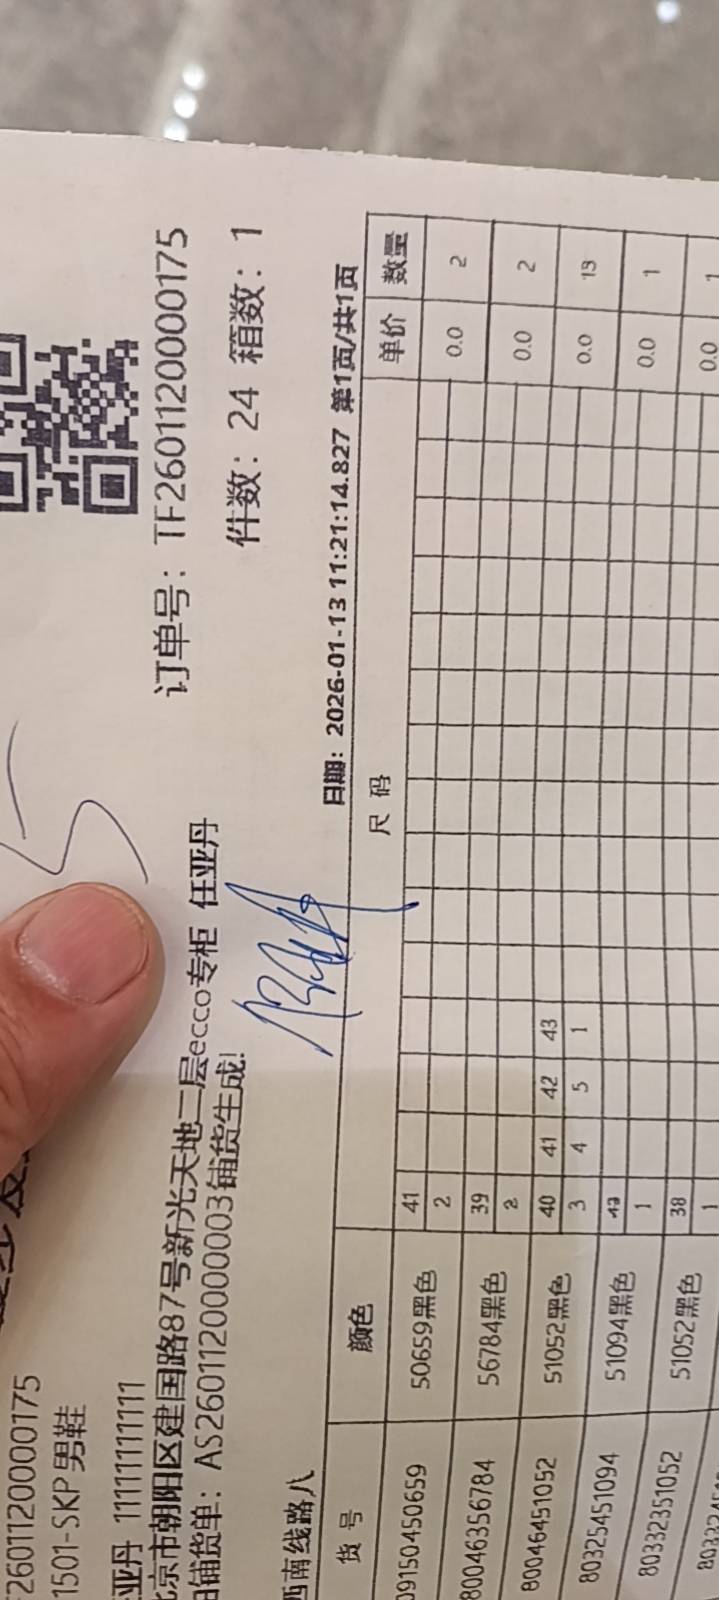 2601120000175
1501-SKP 男鞋
订单号: TF2601120000175
亚丹 11111111111
京市朝阳区建国路87号新光天地二层ecco专柜 任亚丹
件数: 24 箱数: 1
铺货单: AS2601120000003铺货生成!
西南线路八
日期: 2026-01-13 11:21:14.827 第1页/共1页
货号 颜色 尺码 单价 数量
09150450659 50659黑色 41 0.0 2
2
80046356784 56784黑色 39 0.0 2
2
80046451052 51052黑色 40 41 42 43 0.0 13
3 4 5 1
80325451094 51094黑色 0.0 1
1
80332351052 51052黑色 38 0.0 1
1